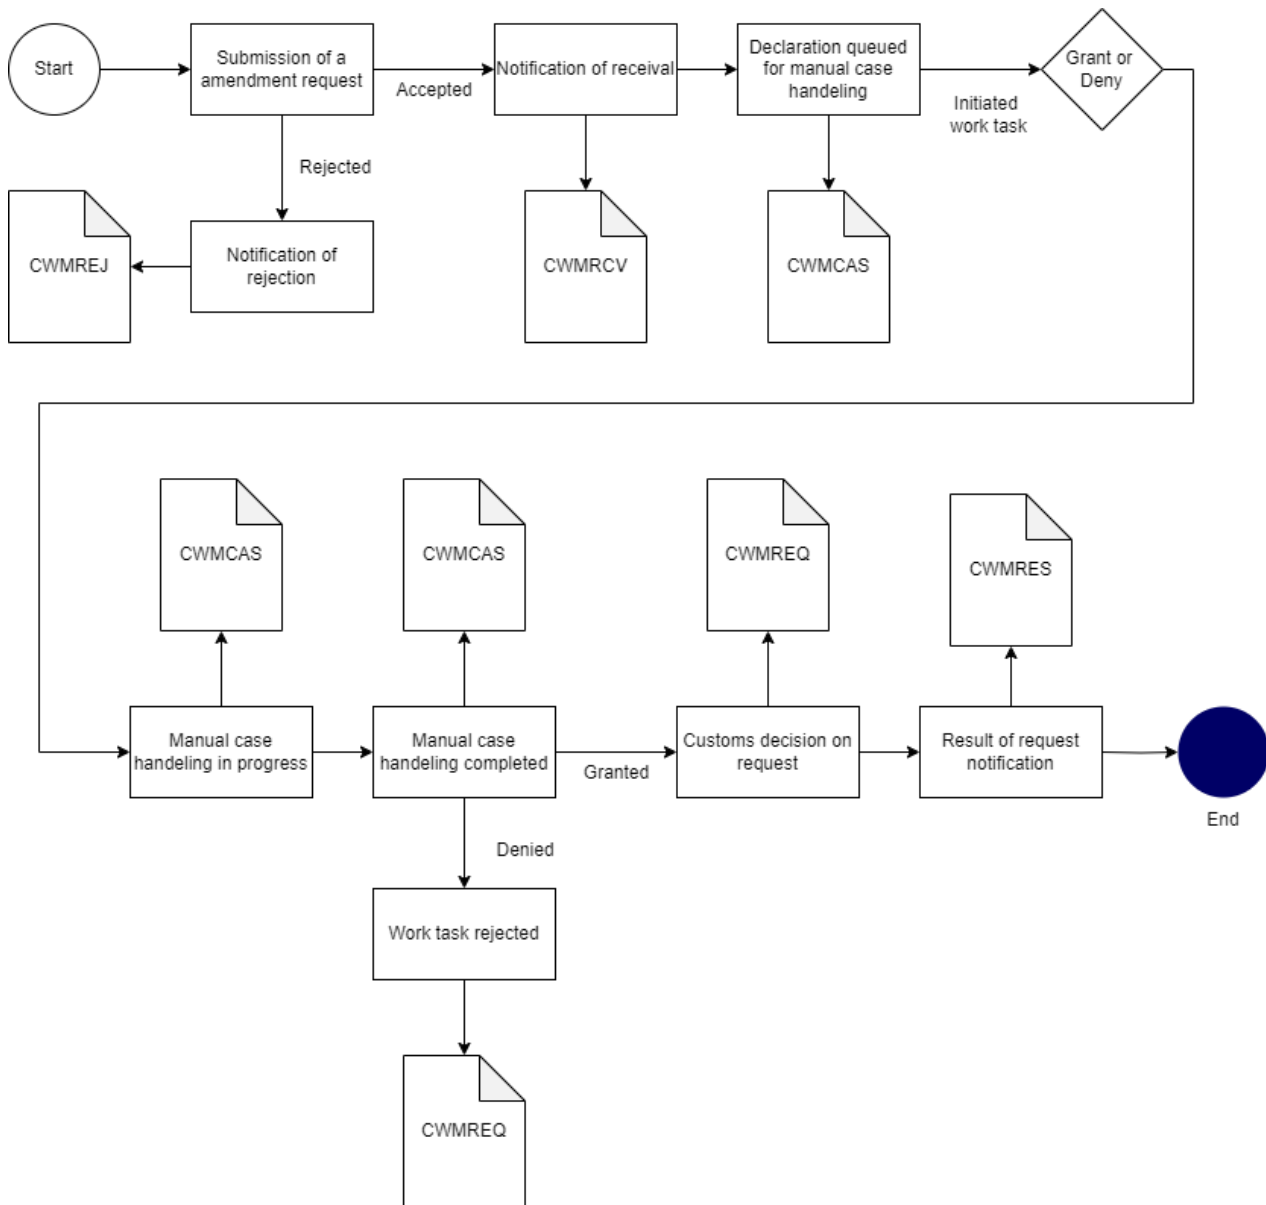 Start
Submission of a
amendment request
Accepted
Notification of receival
Declaration queued
for manual case
handeling
Initiated
work task
Grant or
Deny
Rejected
CWMREJ
Notification of
rejection
CWMRCV
CWMCAS
CWMCAS
CWMCAS
CWMREQ
CWMRES
Manual case
handeling in progress
Manual case
handeling completed
Granted
Customs decision on
request
Result of request
notification
End
Denied
Work task rejected
CWMREQ